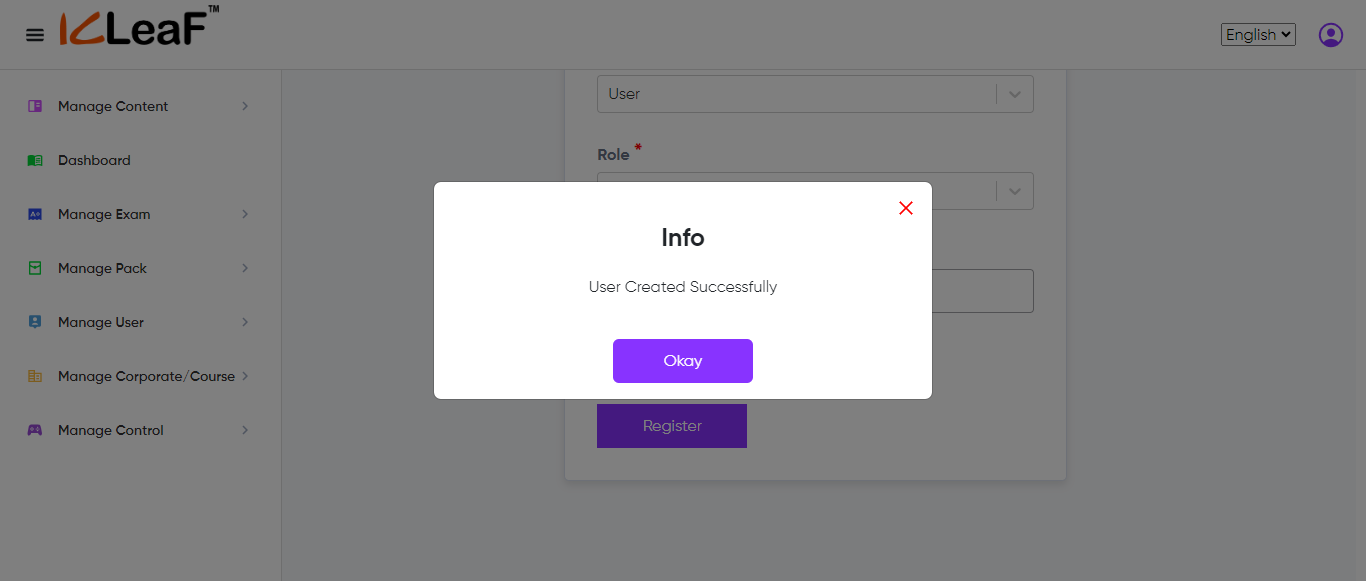 KLeaF™
English
Manage Content
Dashboard
Manage Exam
Manage Pack
Manage User
Manage Corporate/Course
Manage Control
User
Role *
Info
User Created Successfully
Okay
Register